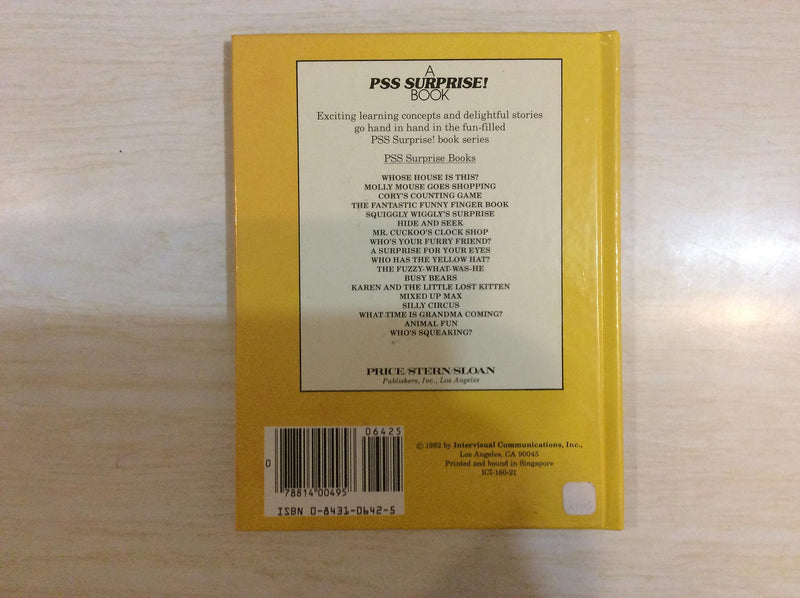 A
PSS SURPRISE!
BOOK
Exciting learning concepts and delightful stories
go hand in hand in the fun-filled
PSS Surprise! book series
PSS Surprise Books
WHOSE HOUSE IS THIS?
MOLLY MOUSE GOES SHOPPING
CORY'S COUNTING GAME
THE FANTASTIC FUNNY FINGER BOOK
SQUIGGLY WIGGLY'S SURPRISE
HIDE AND SEEK
MR. CUCKOO'S CLOCK SHOP
WHO'S YOUR FURRY FRIEND?
A SURPRISE FOR YOUR EYES
WHO HAS THE YELLOW HAT?
THE FUZZY-WHAT-WAS-HE
BUSY BEARS
KAREN AND THE LITTLE LOST KITTEN
MIXED UP MAX
SILLY CIRCUS
WHAT TIME IS GRANDMA COMING?
ANIMAL FUN
WHO'S SQUEAKING?
PRICE/STERN/SLOAN
Publishers, Inc., Los Angeles
06425
0
78814 00495
ISBN 0-8431-0642-5
© 1982 by Intervisual Communications, Inc.,
Los Angeles, CA 90045
Printed and bound in Singapore
ICI-160-21